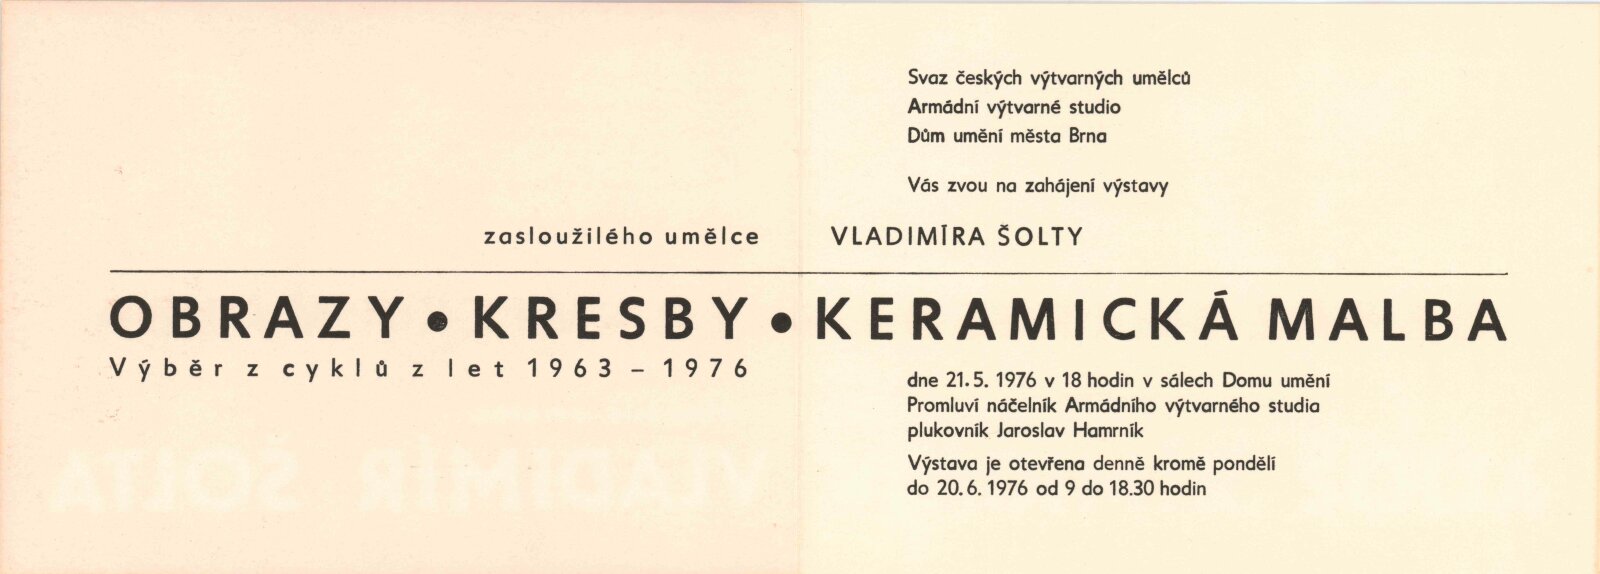 Svaz českých výtvarných umělců
Armádní výtvarné studio
Dům umění města Brna
Vás zvou na zahájení výstavy
zasloužilého umělce VLADIMÍRA ŠOLTY
OBRAZY • KRESBY • KERAMICKÁ MALBA
Výběr z cyklů z let 1963 – 1976
dne 21. 5. 1976 v 18 hodin v sálech Domu umění
Promluví náčelník Armádního výtvarného studia
plukovník Jaroslav Hamrník
Výstava je otevřena denně kromě pondělí
do 20. 6. 1976 od 9 do 18.30 hodin
VLADIMÍR ŠOLTA